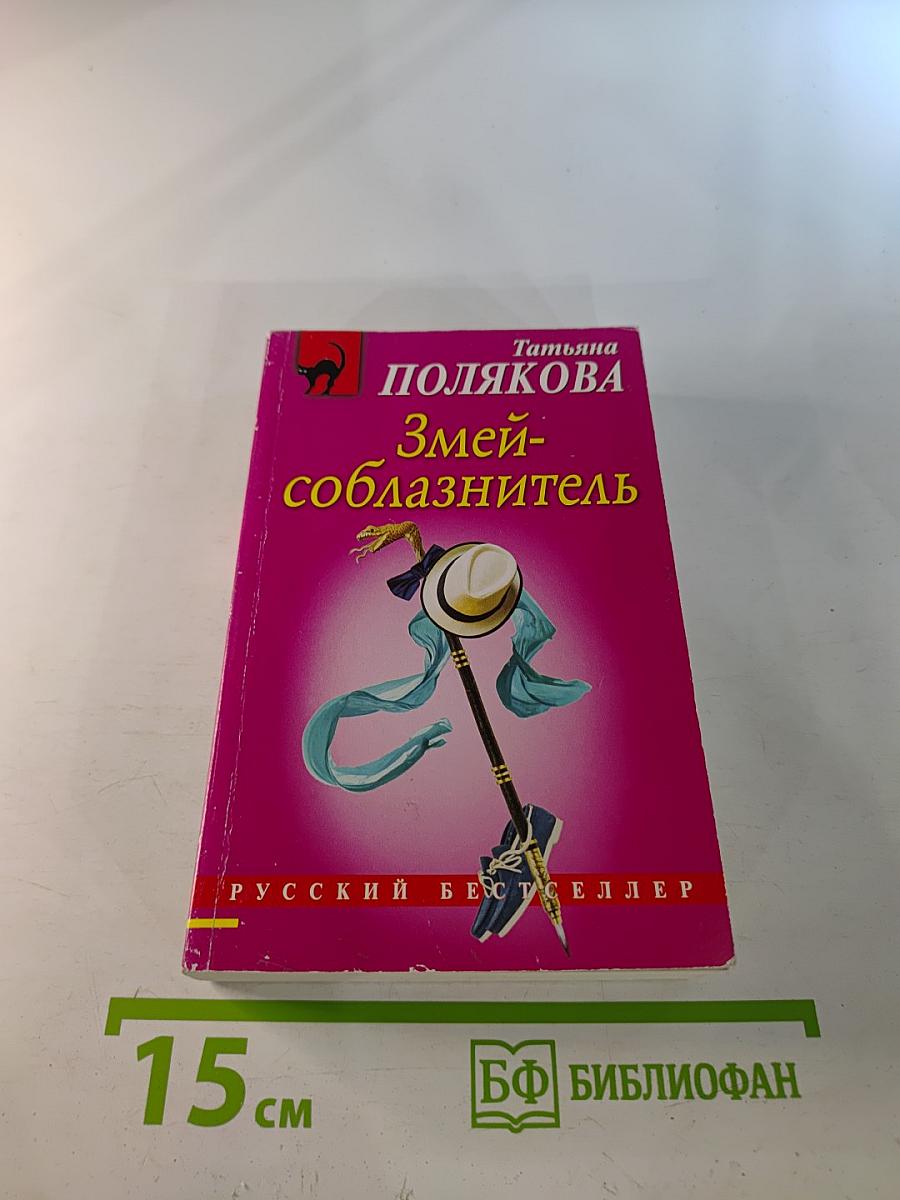 Татьяна
ПОЛЯКОВА
Змей-
соблазнитель
РУССКИЙ БЕСТСЕЛЛЕР
15 см
БФ БИБЛИОФАН